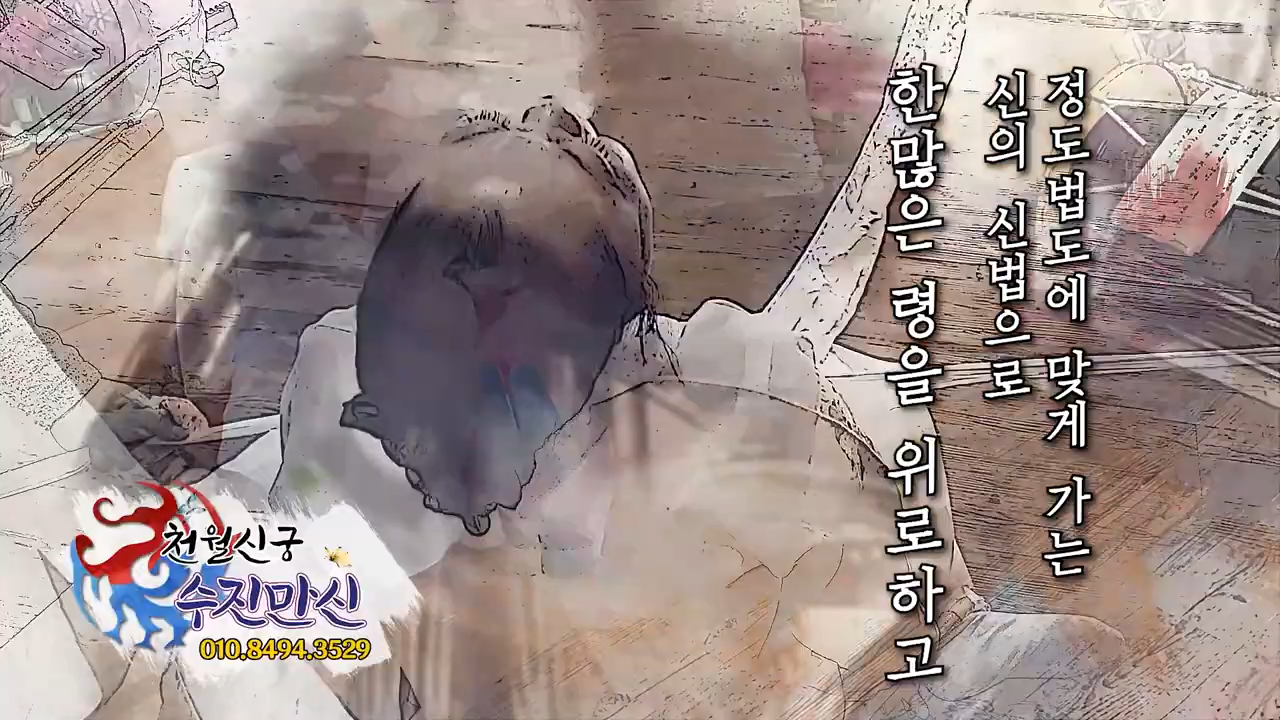 정도법도에 맞게 가는
신의 신법으로
한많은 령을 위로하고
천월신궁
수진만신
010.8494.3529